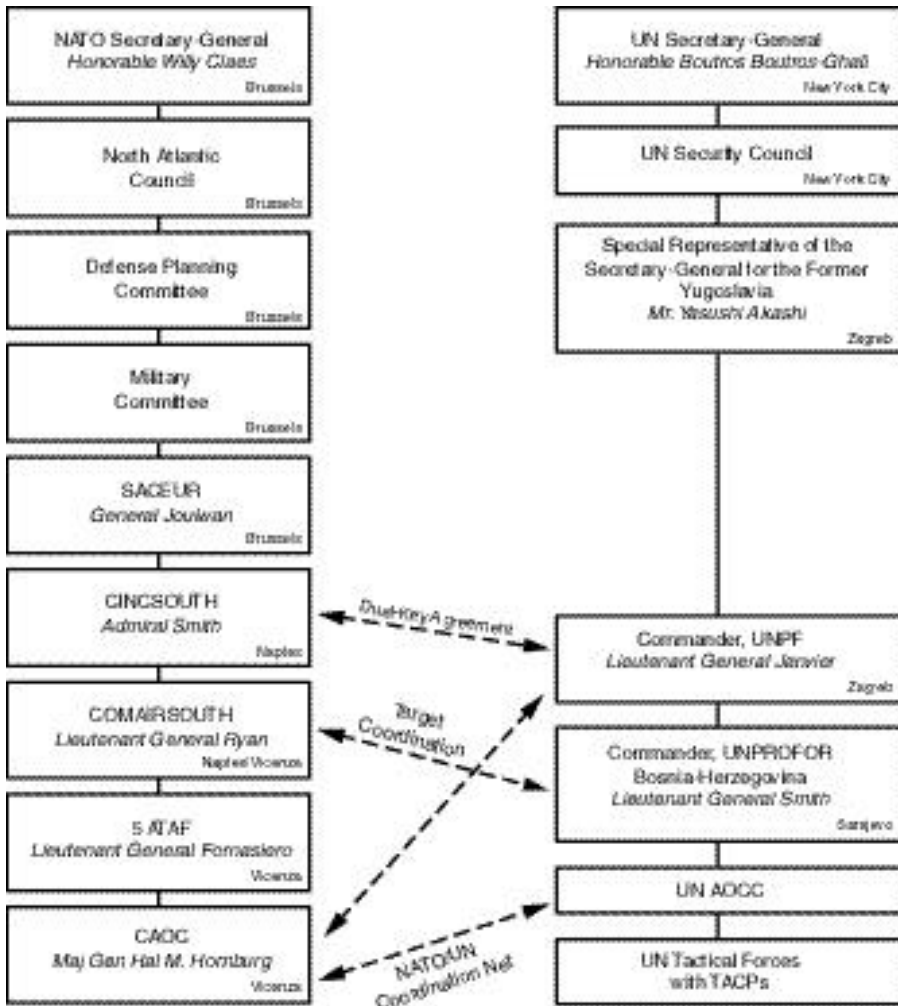 NATO Secretary-General
Honorable Willy Claes
Brussels
North Atlantic
Council
Brussels
Defense Planning
Committee
Brussels
Military
Committee
Brussels
SACEUR
General Joulwan
Brussels
CINCSOUTH
Admiral Smith
Naples
COMAIRSOUTH
Lieutenant General Ryan
Naples/Vicenza
5 ATAF
Lieutenant General Fornasiero
Vicenza
CAOC
Maj Gen Hal M. Hornburg
Vicenza
Dual-Key Agreement
Target
Coordination
NATO/UN
Coordination Net
UN Secretary-General
Honorable Boutros Boutros-Ghali
New York City
UN Security Council
New York City
Special Representative of the
Secretary-General for the Former
Yugoslavia
Mr. Yasushi Akashi
Zagreb
Commander, UNPF
Lieutenant General Janvier
Zagreb
Commander, UNPROFOR
Bosnia-Herzegovina
Lieutenant General Smith
Sarajevo
UN AOCC
UN Tactical Forces
with TACPs